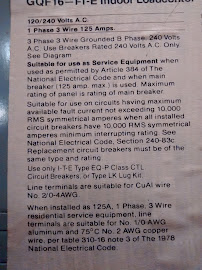 GQF16—FI-E Indoor Loadcenter
120/240 Volts A.C.
1 Phase 3 Wire 125 Amps
3 Phase 3 Wire Grounded B Phase: 240 Volts
A.C. Use Breakers Rated 240 Volts A.C. Only.
See Diagram
Suitable for use as Service Equipment when
used as permitted by Article 384 of The
National Electrical Code and when main
breaker (125 amp. max.) is used. Maximum
rating of panel is rating of main breaker.
Suitable for use on circuits having maximum
available fault current not exceeding 10,000
RMS symmetrical amperes when all installed
circuit breakers have 10,000 RMS symmetrical
amperes minimum interrupting rating. See
National Electrical Code, Section 240-83c
Replacement circuit breakers must be of the
same type and rating
Use only I-T-E Type EQ-P Class CTL
Circuit Breakers, or Type LK Lug Kit.
Line terminals are suitable for CuAl wire
No. 2/0-4AWG.
When installed as 125A, 1 Phase, 3 Wire
residential service equipment, line
terminals are suitable for No. 1/0 AWG
aluminum and 75°C No. 2 AWG copper
wire, per table 310-16 note 3 of The 1978
National Electrical Code.